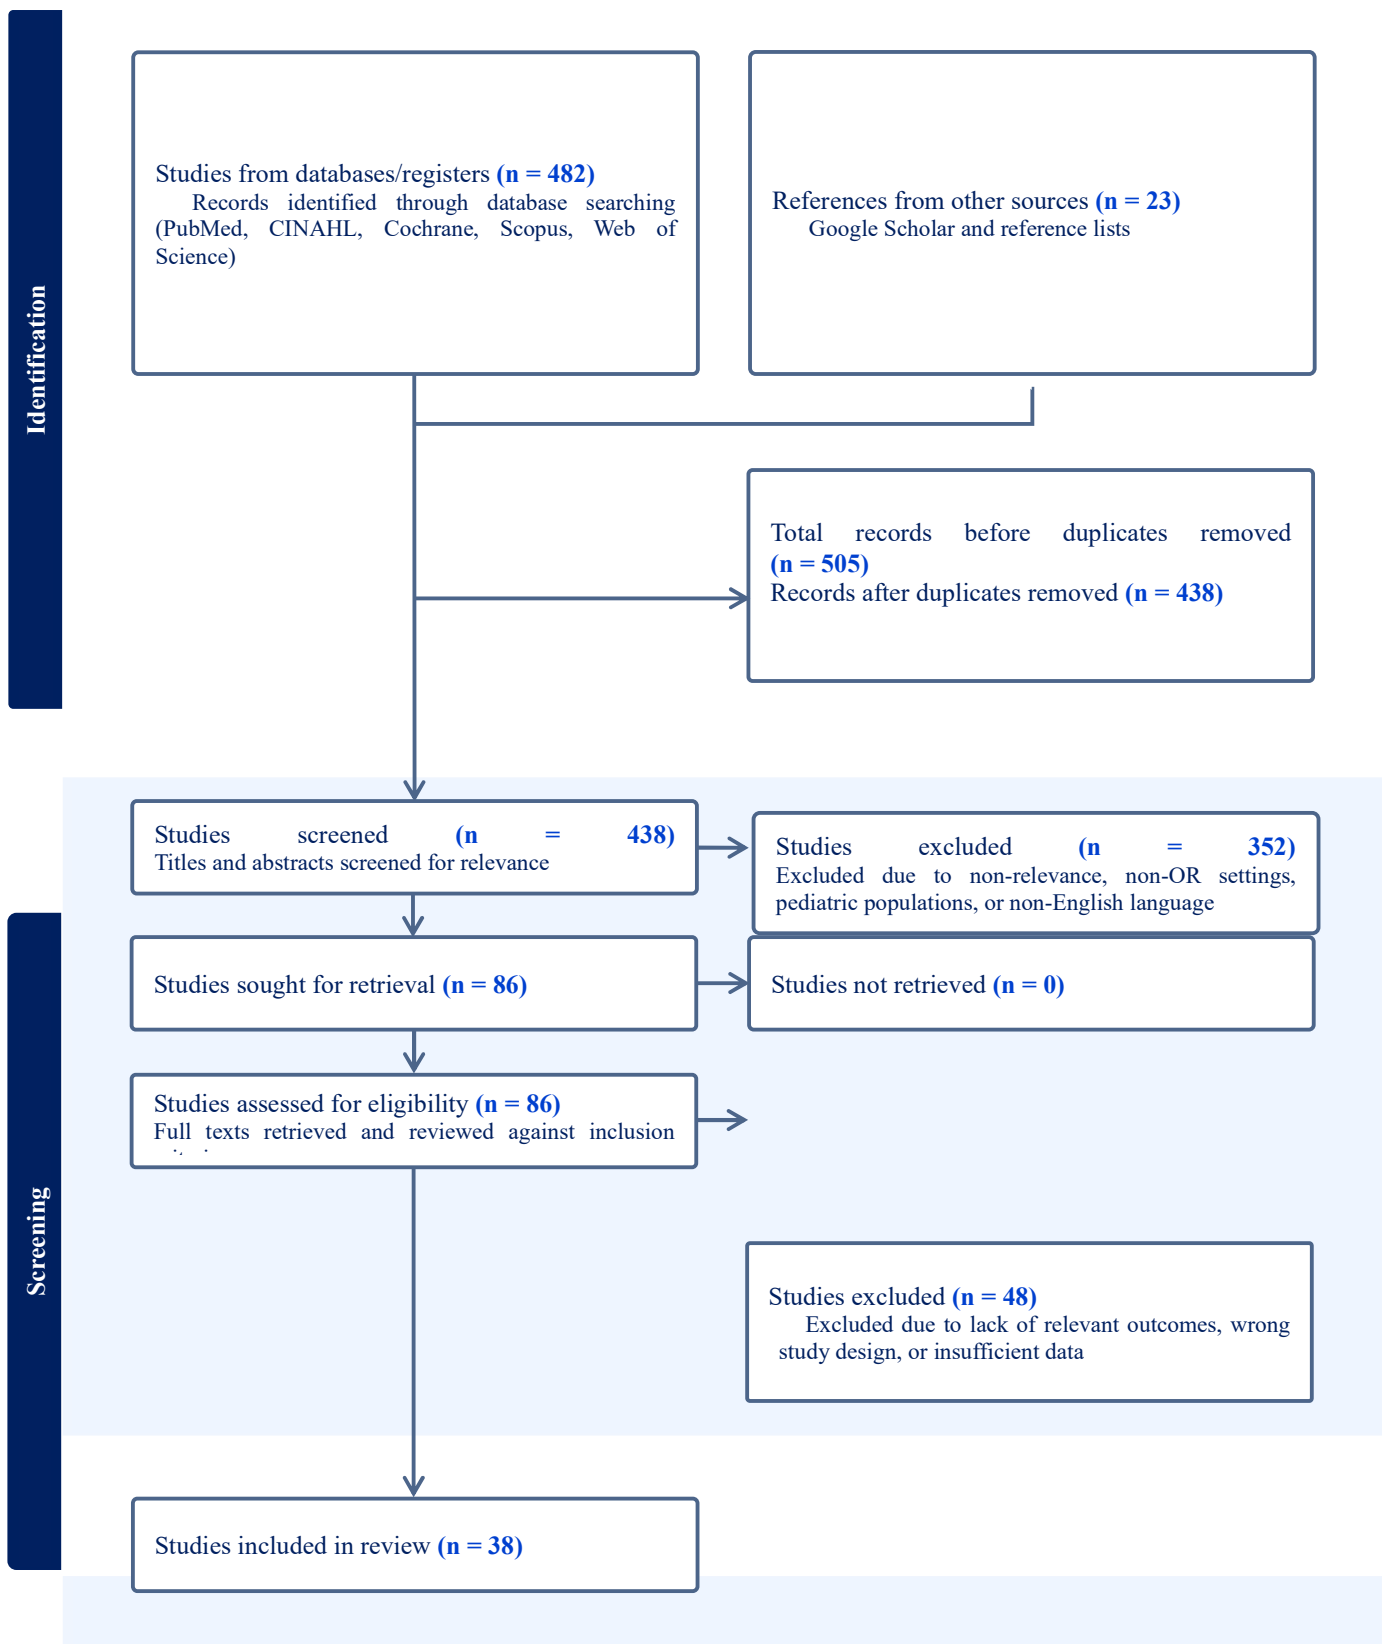 Identification
Studies from databases/registers (n = 482)
Records identified through database searching
(PubMed, CINAHL, Cochrane, Scopus, Web of
Science)
References from other sources (n = 23)
Google Scholar and reference lists
Total records before duplicates removed
(n = 505)
Records after duplicates removed (n = 438)
Screening
Studies screened (n = 438)
Titles and abstracts screened for relevance
Studies excluded (n = 352)
Excluded due to non-relevance, non-OR settings,
pediatric populations, or non-English language
Studies sought for retrieval (n = 86)
Studies not retrieved (n = 0)
Studies assessed for eligibility (n = 86)
Full texts retrieved and reviewed against inclusion
Studies excluded (n = 48)
Excluded due to lack of relevant outcomes, wrong
study design, or insufficient data
Studies included in review (n = 38)